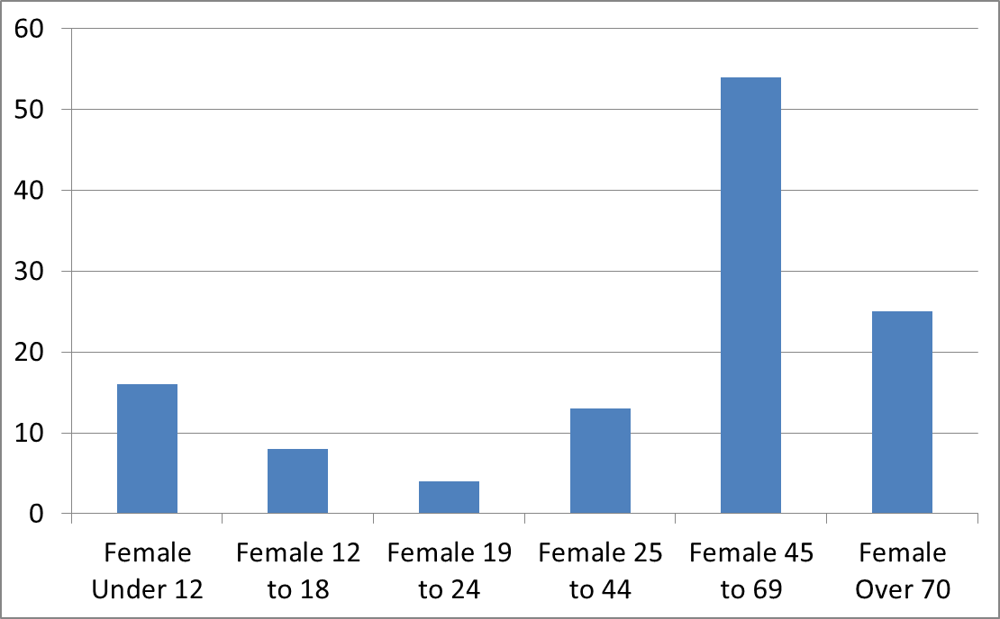 60
50
40
30
20
10
0
Female
Under 12
Female 12
to 18
Female 19
to 24
Female 25
to 44
Female 45
to 69
Female
Over 70